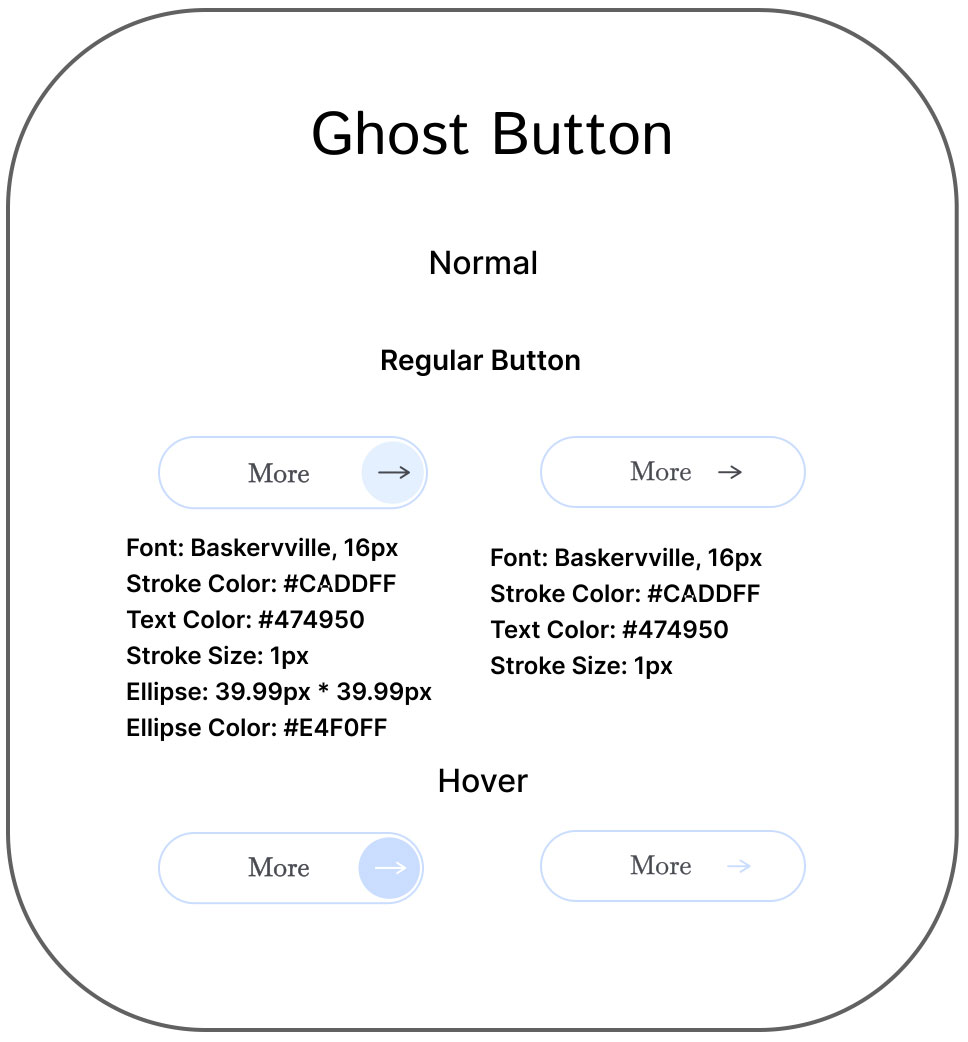 Ghost Button
Normal
Regular Button
More
More
Font: Baskervville, 16px
Stroke Color: #CADDFF
Text Color: #474950
Stroke Size: 1px
Ellipse: 39.99px * 39.99px
Ellipse Color: #E4F0FF
Font: Baskervville, 16px
Stroke Color: #CADDFF
Text Color: #474950
Stroke Size: 1px
Hover
More
More